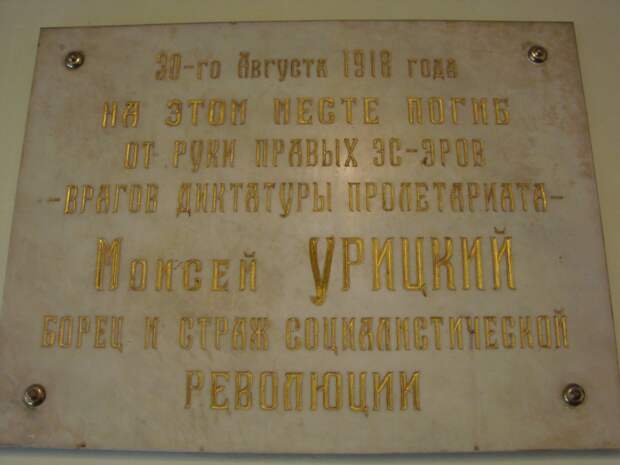 30-го Августа 1918 года
НА ЭТОМ МЕСТЕ ПОГИБ
ОТ РУКИ ПРАВЫХ ЭС-ЭРОВ
-ВРАГОВ ДИКТАТУРЫ ПРОЛЕТАРИАТА-
Моисей УРИЦКИЙ
БОРЕЦ И СТРАЖ СОЦИАЛИСТИЧЕСКОЙ
РЕВОЛЮЦИИ